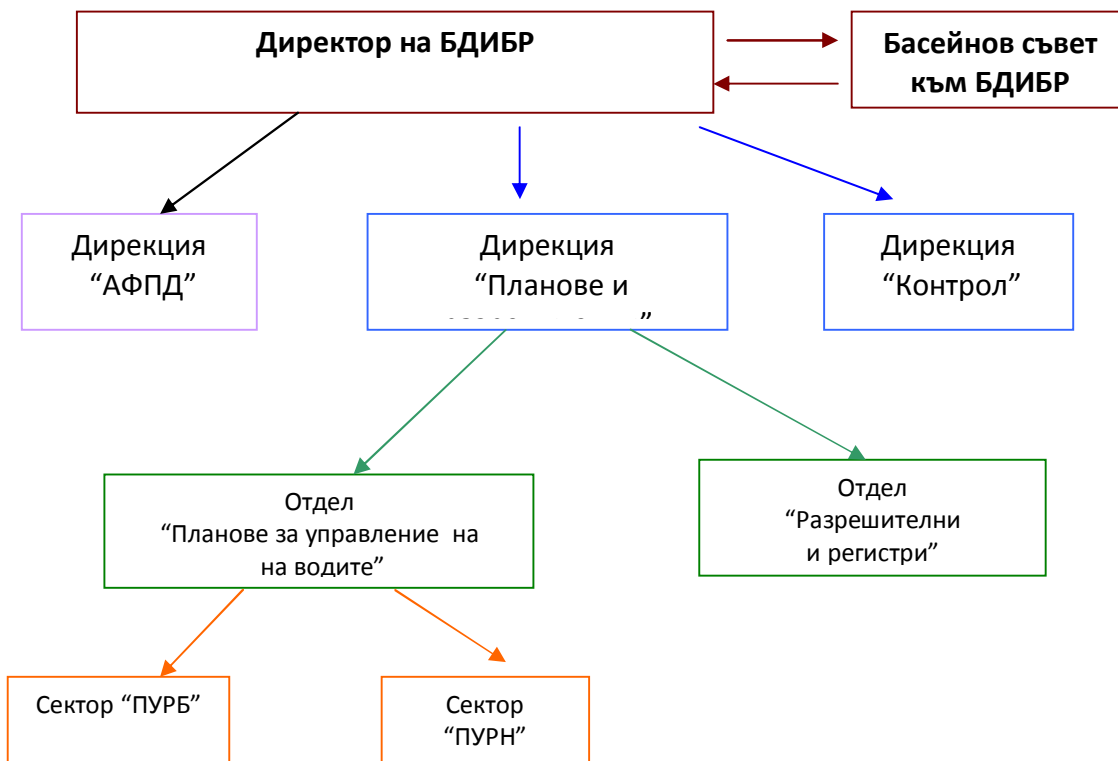 Директор на БДИБР
Басейнов съвет
към БДИБР
Дирекция
“АФПД”
Дирекция
“Планове и
”
Дирекция
“Контрол”
Отдел
“Планове за управление на
на водите”
Отдел
“Разрешителни
и регистри”
Сектор “ПУРБ”
Сектор
“ПУРН”